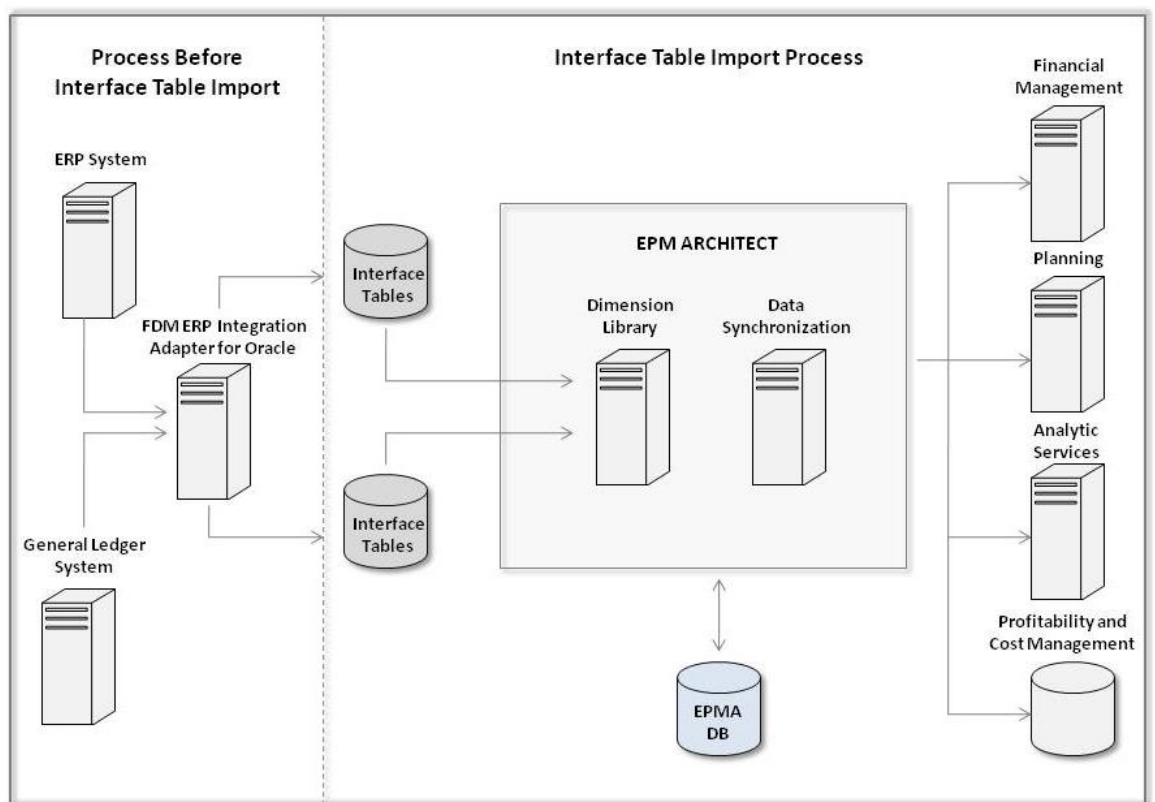 Process Before
Interface Table Import
Interface Table Import Process
Financial
Management
ERP System
EPM ARCHITECT
Interface
Tables
Planning
Dimension
Library
Data
Synchronization
FDM ERP Integration
Adapter for Oracle
Analytic
Services
Interface
Tables
General Ledger
System
Profitability and
Cost Management
EPMA
DB